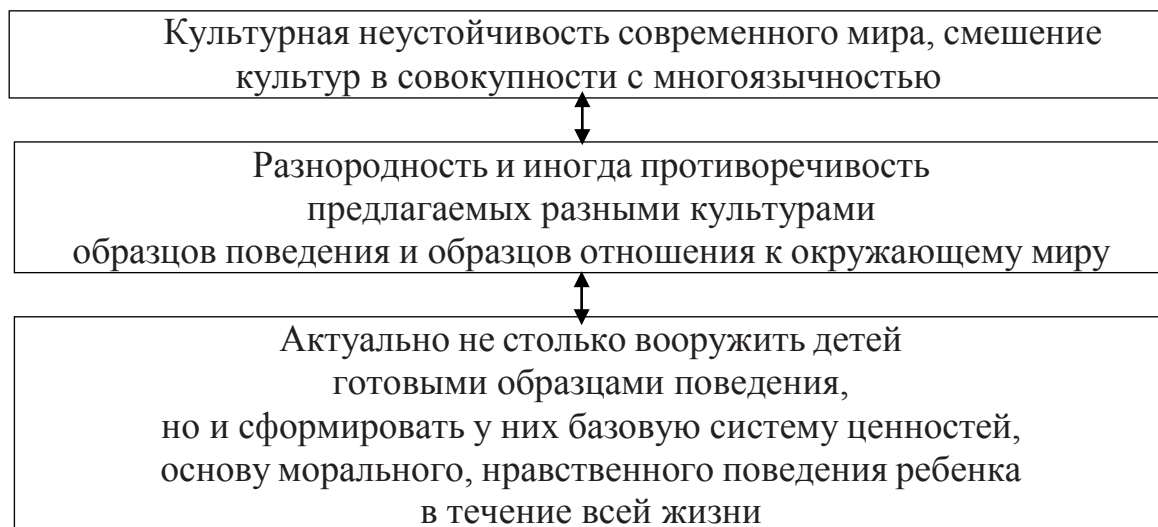 Культурная неустойчивость современного мира, смешение
культур в совокупности с многоязычностью
Разнородность и иногда противоречивость
предлагаемых разными культурами
образцов поведения и образцов отношения к окружающему миру
Актуально не столько вооружить детей
готовыми образцами поведения,
но и сформировать у них базовую систему ценностей,
основу морального, нравственного поведения ребенка
в течение всей жизни